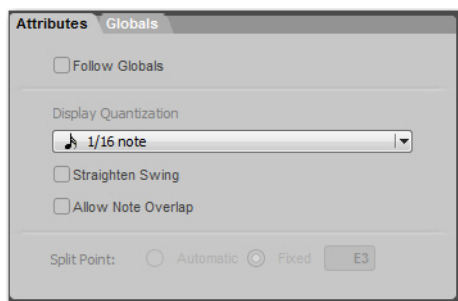 Attributes Globals
Follow Globals
Display Quantization
1/16 note
Straighten Swing
Allow Note Overlap
Split Point: Automatic Fixed E3